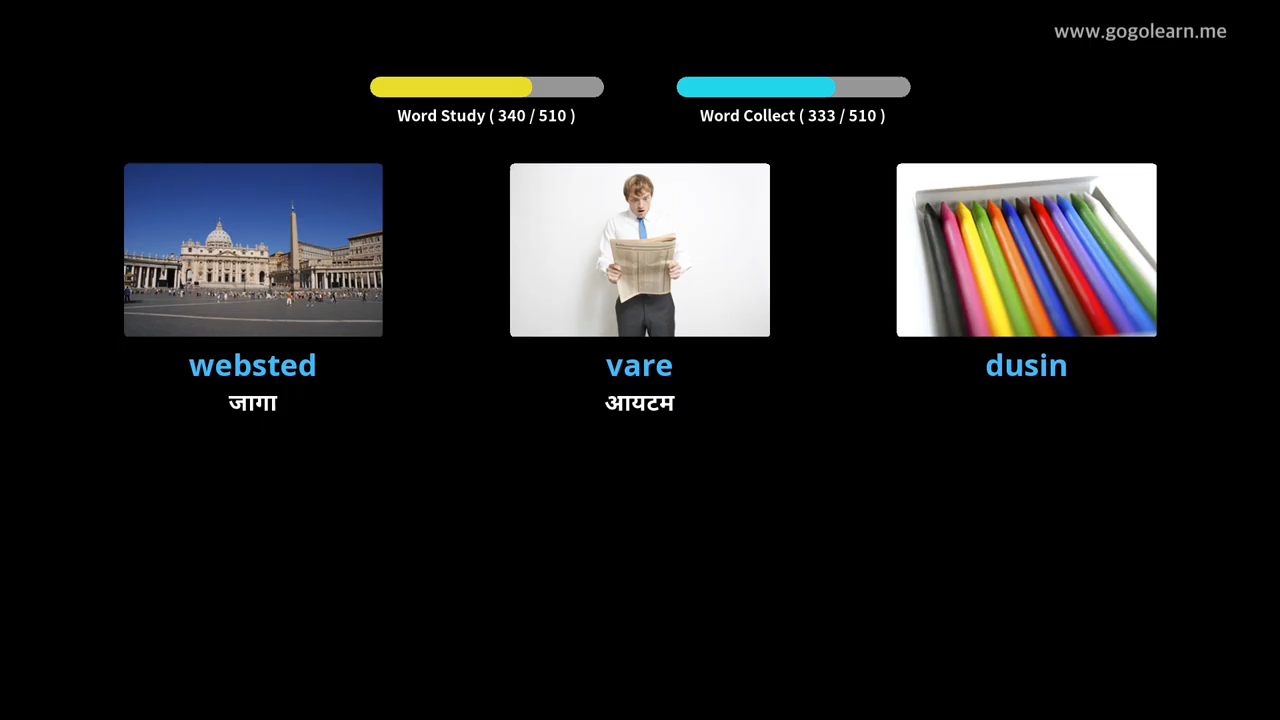 www.gogolearn.me
Word Study ( 340 / 510 )
Word Collect ( 333 / 510 )
websted
जागा
vare
आयटम
dusin